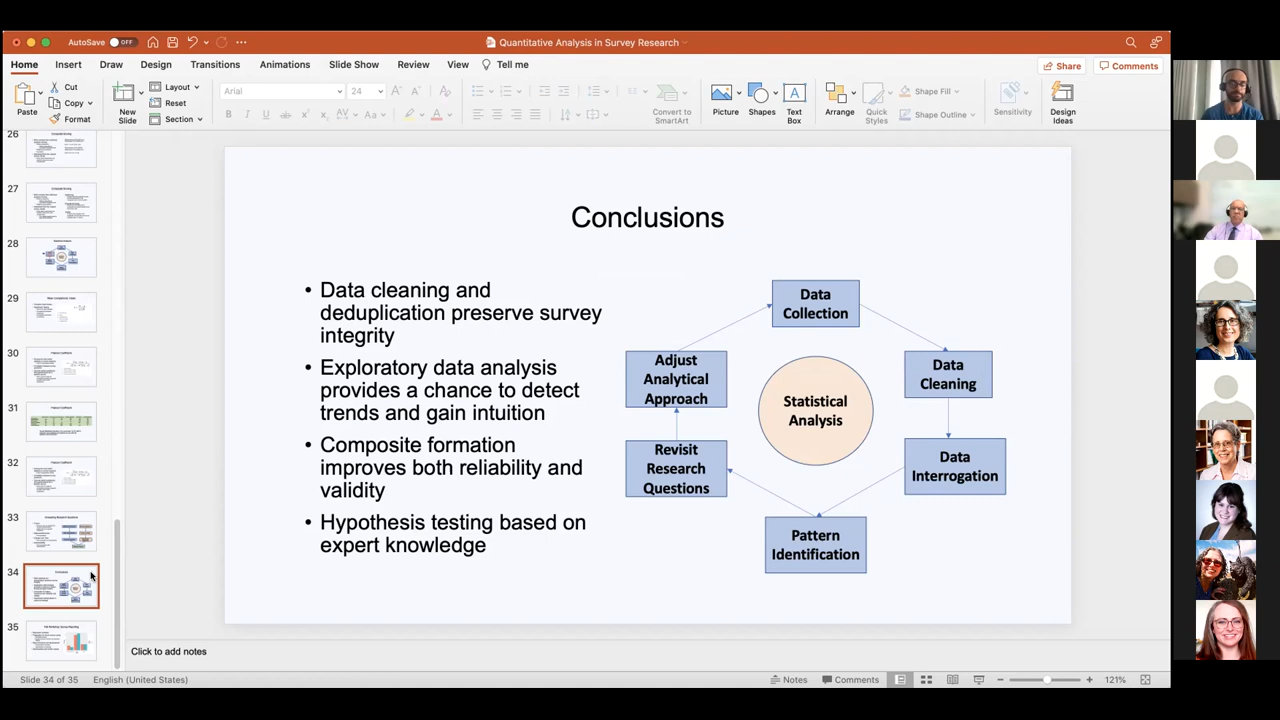 AutoSave OFF
Quantitative Analysis in Survey Research
Home Insert Draw Design Transitions Animations Slide Show Review View Tell me
Share Comments
Paste
Cut
Copy
Format
New
Slide
Layout
Reset
Section
Arial 24
Convert to
SmartArt
Picture
Shapes
Text
Box
Arrange
Quick
Styles
Shape Fill
Shape Outline
Sensitivity
Design
Ideas
26
27
28
29
30
31
32
33
34
35
Conclusions
• Data cleaning and
deduplication preserve survey
integrity
• Exploratory data analysis
provides a chance to detect
trends and gain intuition
• Composite formation
improves both reliability and
validity
• Hypothesis testing based on
expert knowledge
Data
Collection
Data
Cleaning
Data
Interrogation
Pattern
Identification
Revisit
Research
Questions
Adjust
Analytical
Approach
Statistical
Analysis
Click to add notes
Slide 34 of 35 English (United States)
Notes Comments 121%